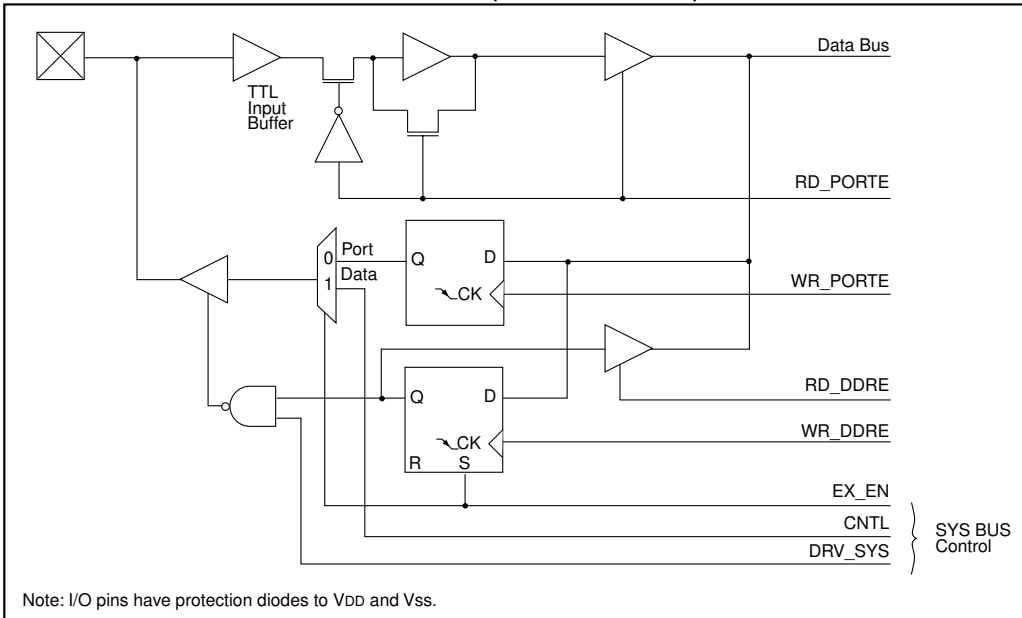 Data Bus
TTL
Input
Buffer
RD_PORTE
Port
0
Data
1
Q
D
CK
WR_PORTE
RD_DDRE
Q
D
WR_DDRE
CK
R
S
EX_EN
CNTL
DRV_SYS
SYS BUS
Control
Note: I/O pins have protection diodes to VDD and Vss.